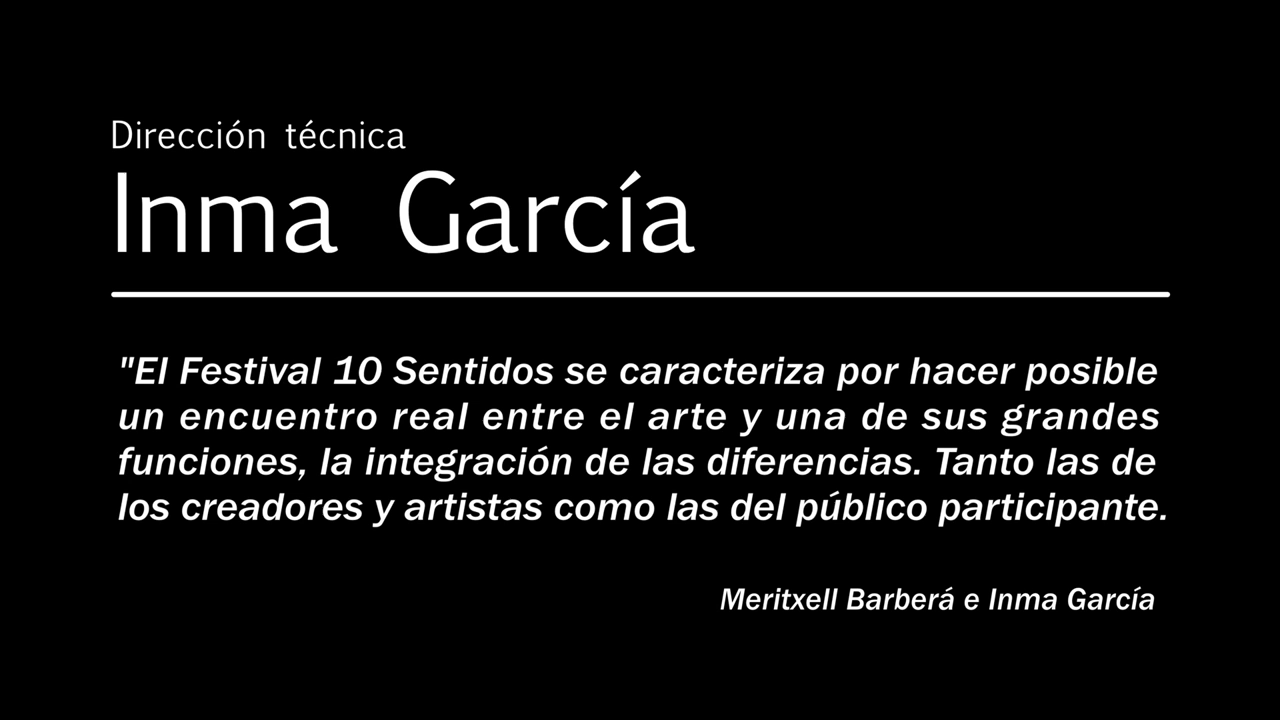 Dirección técnica
Inma García
"El Festival 10 Sentidos se caracteriza por hacer posible
un encuentro real entre el arte y una de sus grandes
funciones, la integración de las diferencias. Tanto las de
los creadores y artistas como las del público participante.
Meritxell Barberá e Inma García